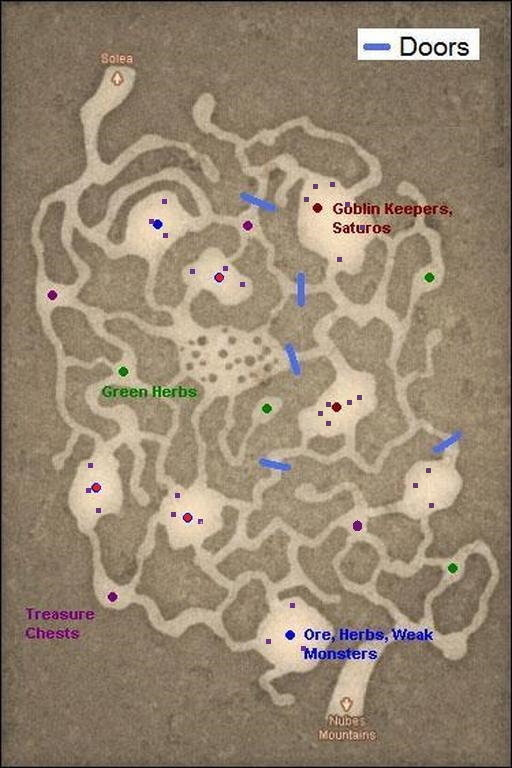 Doors
Solea
Goblin Keepers,
Saturos
Green Herbs
Treasure
Chests
Ore, Herbs, Weak
Monsters
Nubes
Mountains